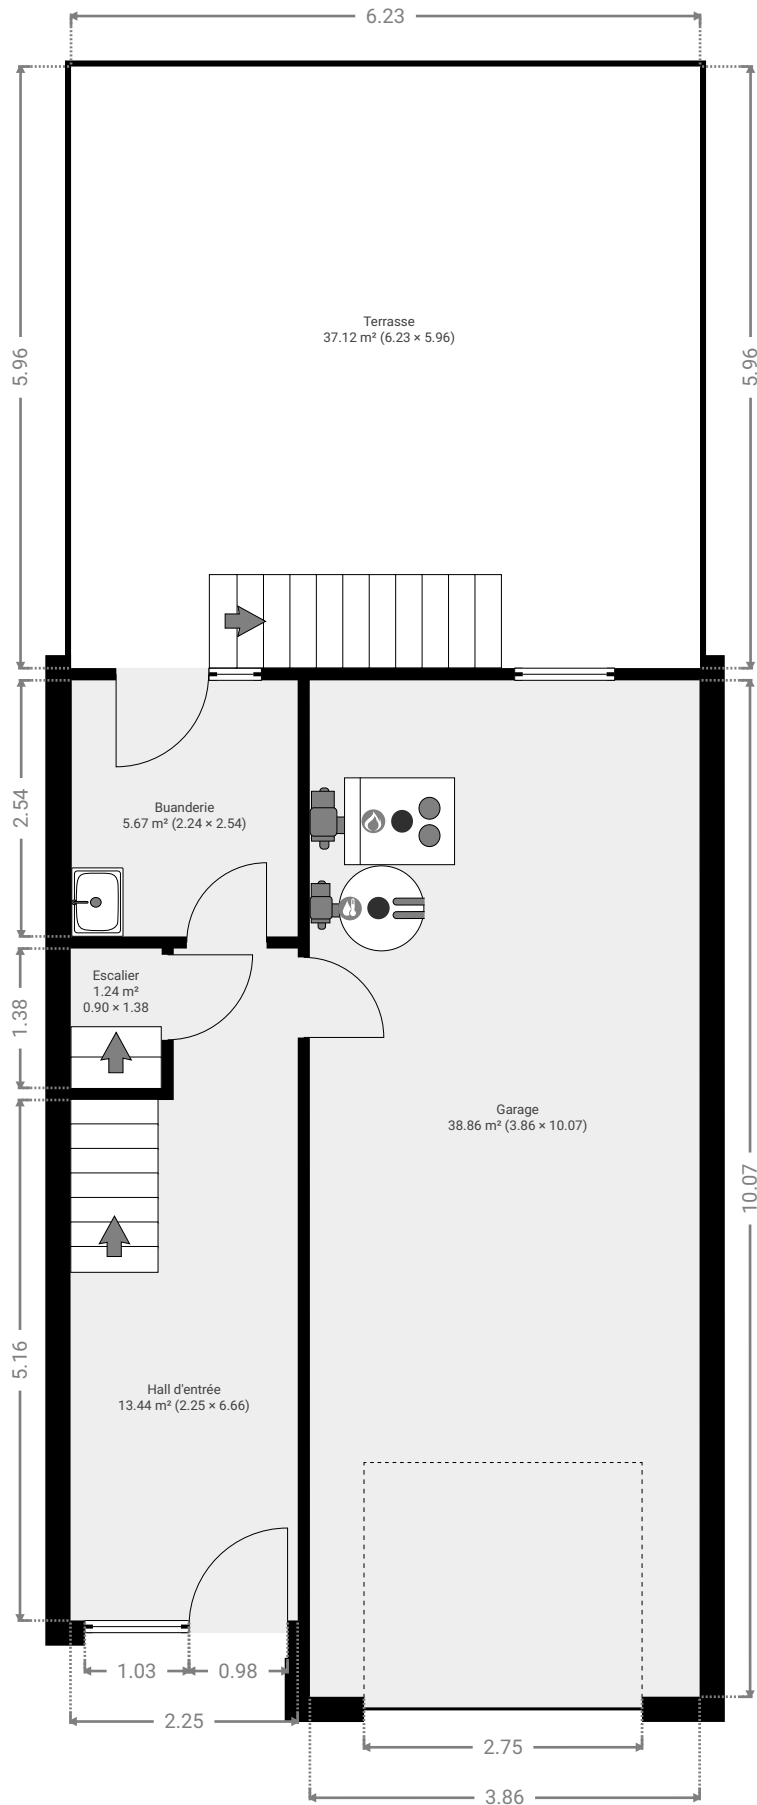 6.23
5.96
5.96
Terrasse
37.12 m² (6.23 × 5.96)
2.54
Buanderie
5.67 m² (2.24 × 2.54)
1.38
Escalier
1.24 m²
0.90 × 1.38
Garage
38.86 m² (3.86 × 10.07)
10.07
5.16
Hall d'entrée
13.44 m² (2.25 × 6.66)
1.03
0.98
2.25
2.75
3.86